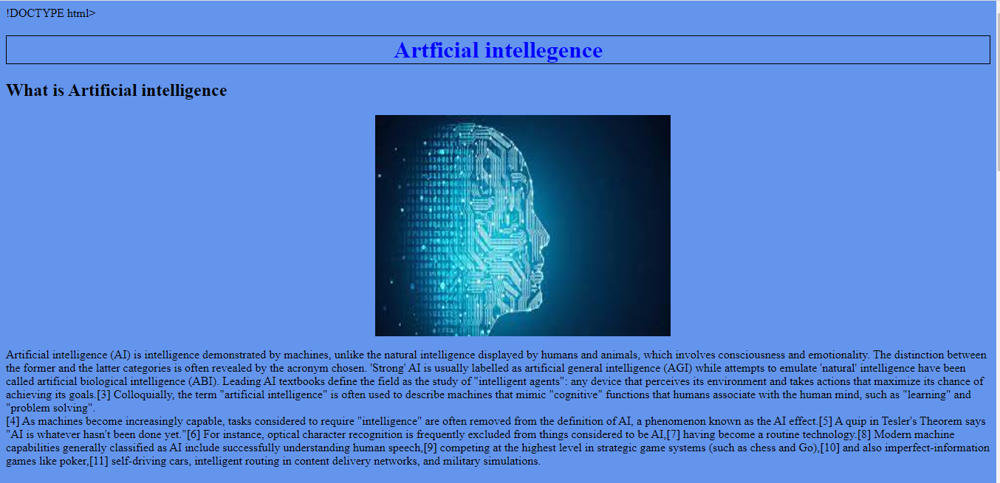 !DOCTYPE html>
Artficial intellegence
What is Artificial intelligence
Artificial intelligence (AI) is intelligence demonstrated by machines, unlike the natural intelligence displayed by humans and animals, which involves consciousness and emotionality. The distinction between
the former and the latter categories is often revealed by the acronym chosen. 'Strong' AI is usually labelled as artificial general intelligence (AGI) while attempts to emulate 'natural' intelligence have been
called artificial biological intelligence (ABI). Leading AI textbooks define the field as the study of "intelligent agents": any device that perceives its environment and takes actions that maximize its chance of
achieving its goals.[3] Colloquially, the term "artificial intelligence" is often used to describe machines that mimic "cognitive" functions that humans associate with the human mind, such as "learning" and
"problem solving".
[4] As machines become increasingly capable, tasks considered to require "intelligence" are often removed from the definition of AI, a phenomenon known as the AI effect.[5] A quip in Tesler's Theorem says
"AI is whatever hasn't been done yet."[6] For instance, optical character recognition is frequently excluded from things considered to be AI,[7] having become a routine technology.[8] Modern machine
capabilities generally classified as AI include successfully understanding human speech,[9] competing at the highest level in strategic game systems (such as chess and Go),[10] and also imperfect-information
games like poker,[11] self-driving cars, intelligent routing in content delivery networks, and military simulations.